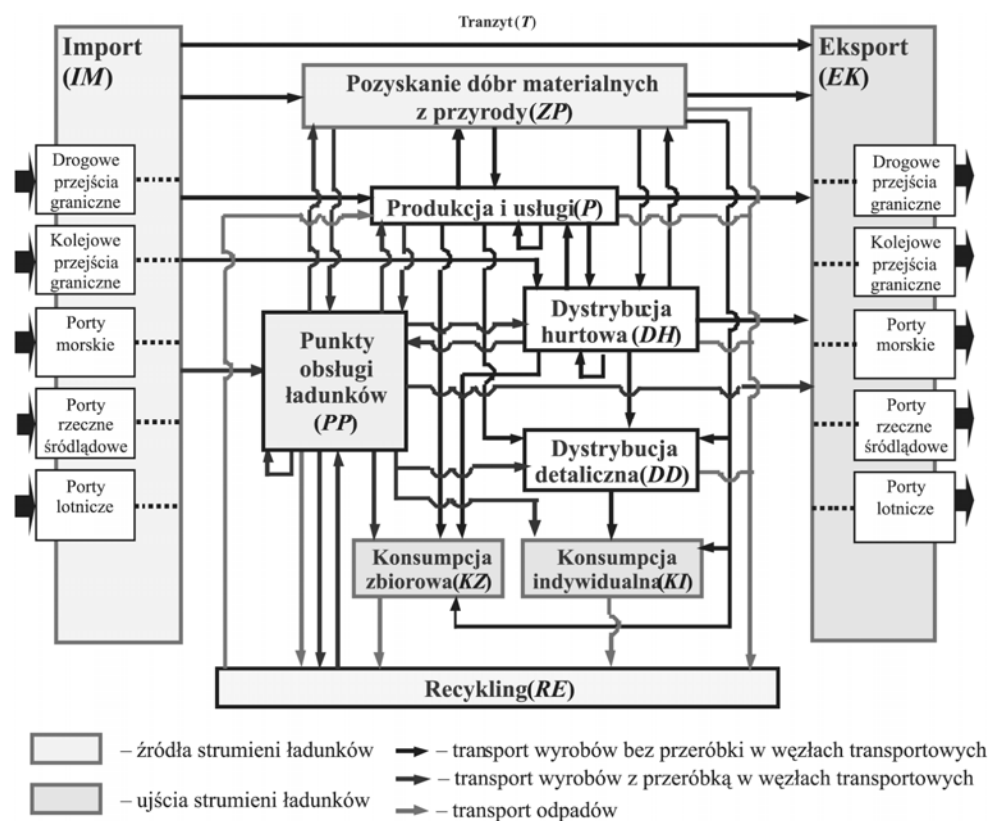 Tranzyt (T)
Import
(IM)
Eksport
(EK)
Pozyskanie dóbr materialnych
z przyrody(ZP)
Drogowe
przejścia
graniczne
Drogowe
przejścia
graniczne
Produkcja i usługi(P)
Kolejowe
przejścia
graniczne
Kolejowe
przejścia
graniczne
Dystrybucja
hurtowa (DH)
Punkty
obsługi
ładunków
(PP)
Porty
morskie
Porty
morskie
Porty
rzeczne
śródlądowe
Porty
rzeczne
śródlądowe
Dystrybucja
detaliczna(DD)
Porty
lotnicze
Porty
lotnicze
Konsumpcja
zbiorowa(KZ)
Konsumpcja
indywidualna(KI)
Recykling(RE)
– źródła strumieni ładunków
– ujścia strumieni ładunków
– transport wyrobów bez przeróbki w węzłach transportowych
– transport wyrobów z przeróbką w węzłach transportowych
– transport odpadów